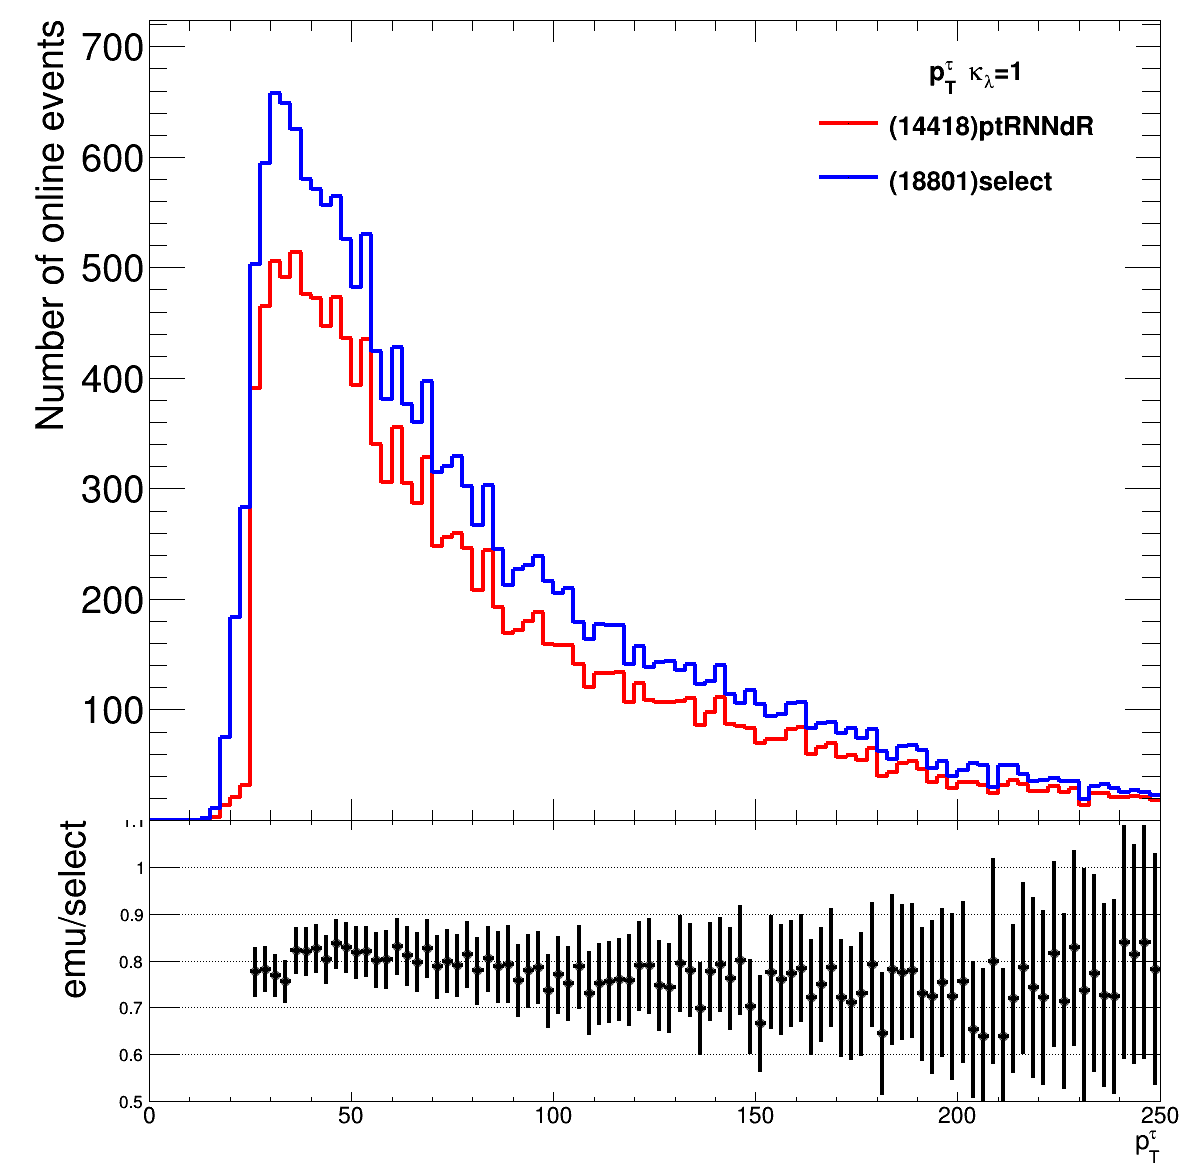 Number of online events
700
600
500
400
300
200
100
p_T^τ κ_λ=1
(14418)ptRNNdR
(18801)select
emu/select
1.1
1
0.9
0.8
0.7
0.6
0.5
0 50 100 150 200 250
p_T^τ